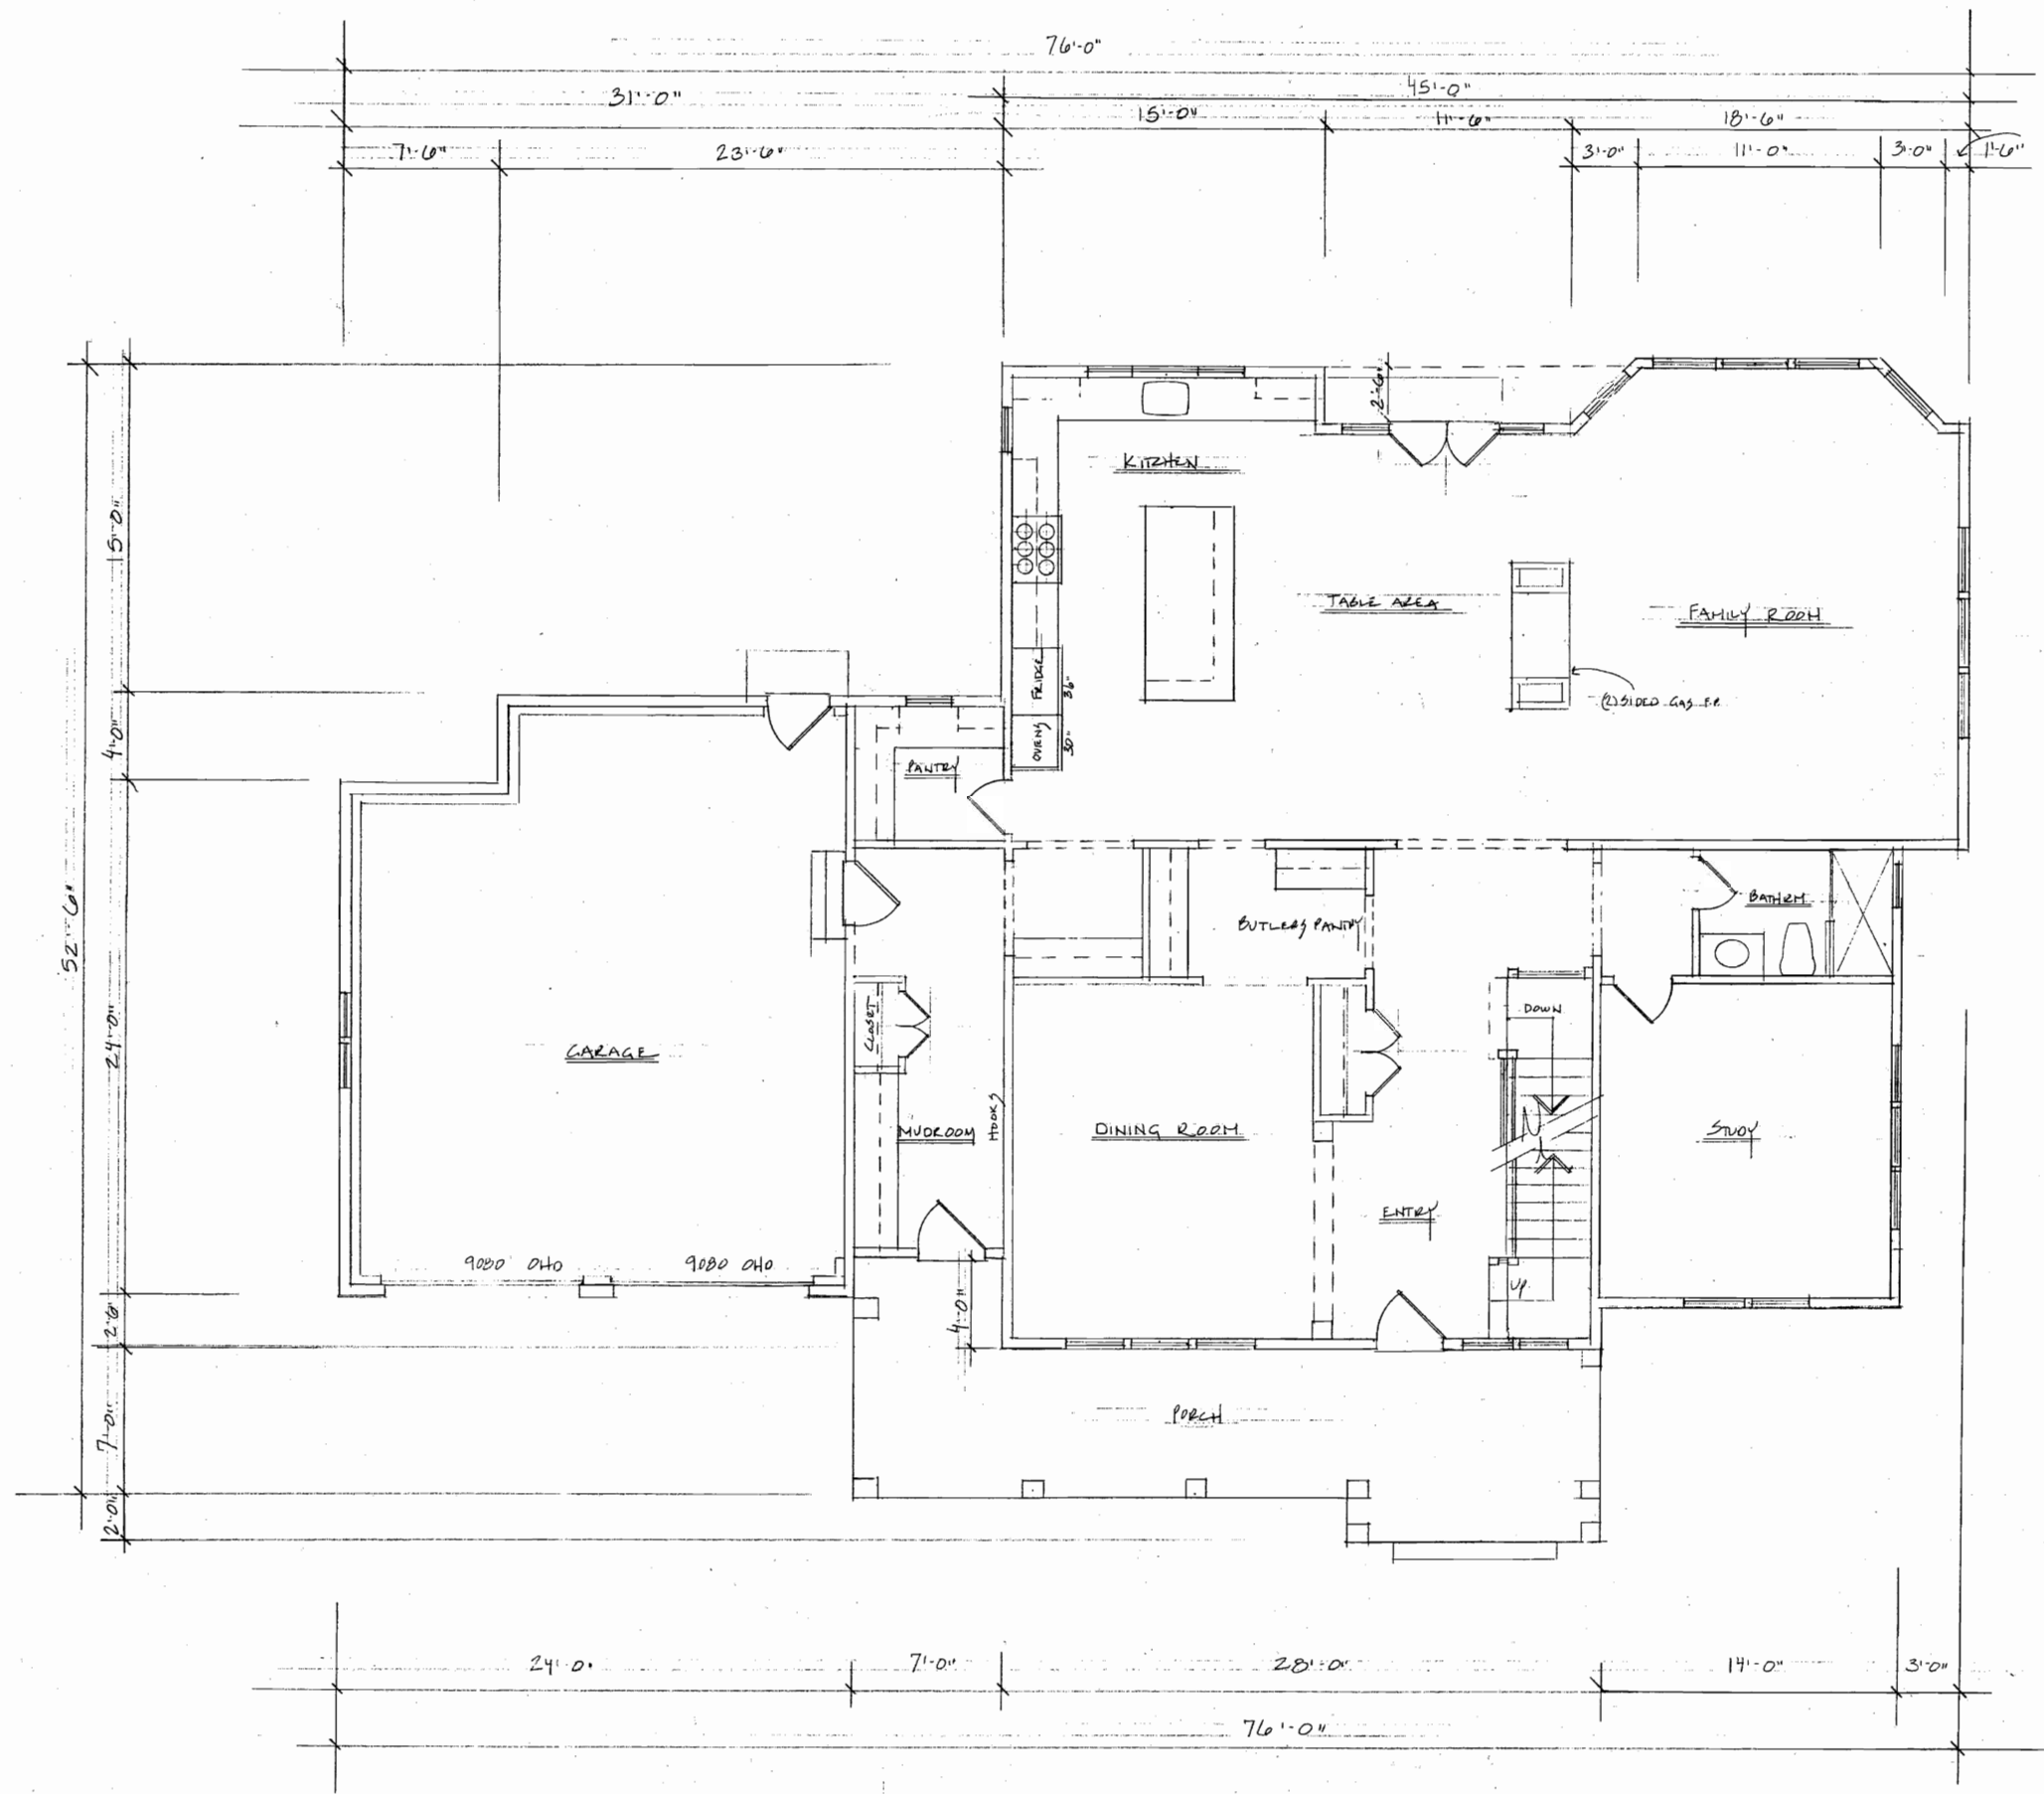 76'-0"
31'-0"
45'-0"
15'-0"
11'-6"
18'-6"
7'-6"
23'-6"
3'-0"
11'-0"
3'-0"
1'-6"
2'-6"
15'-0"
KITCHEN
TABLE AREA
FAMILY ROOM
FRIDGE
36"
(2) SIDED GAS F.P.
4'-0"
OVENS
30"
PANTRY
52'-6"
BATHRM
BUTLERS PANTRY
24'-0"
CLOSET
DOWN
GARAGE
HOOKS
MUDROOM
DINING ROOM
STUDY
ENTRY
9080 OHD
9080 OHD
UP
4'-0"
2'-6"
7'-0"
PORCH
2'-0"
24'-0"
7'-0"
28'-0"
14'-0"
3'-0"
76'-0"